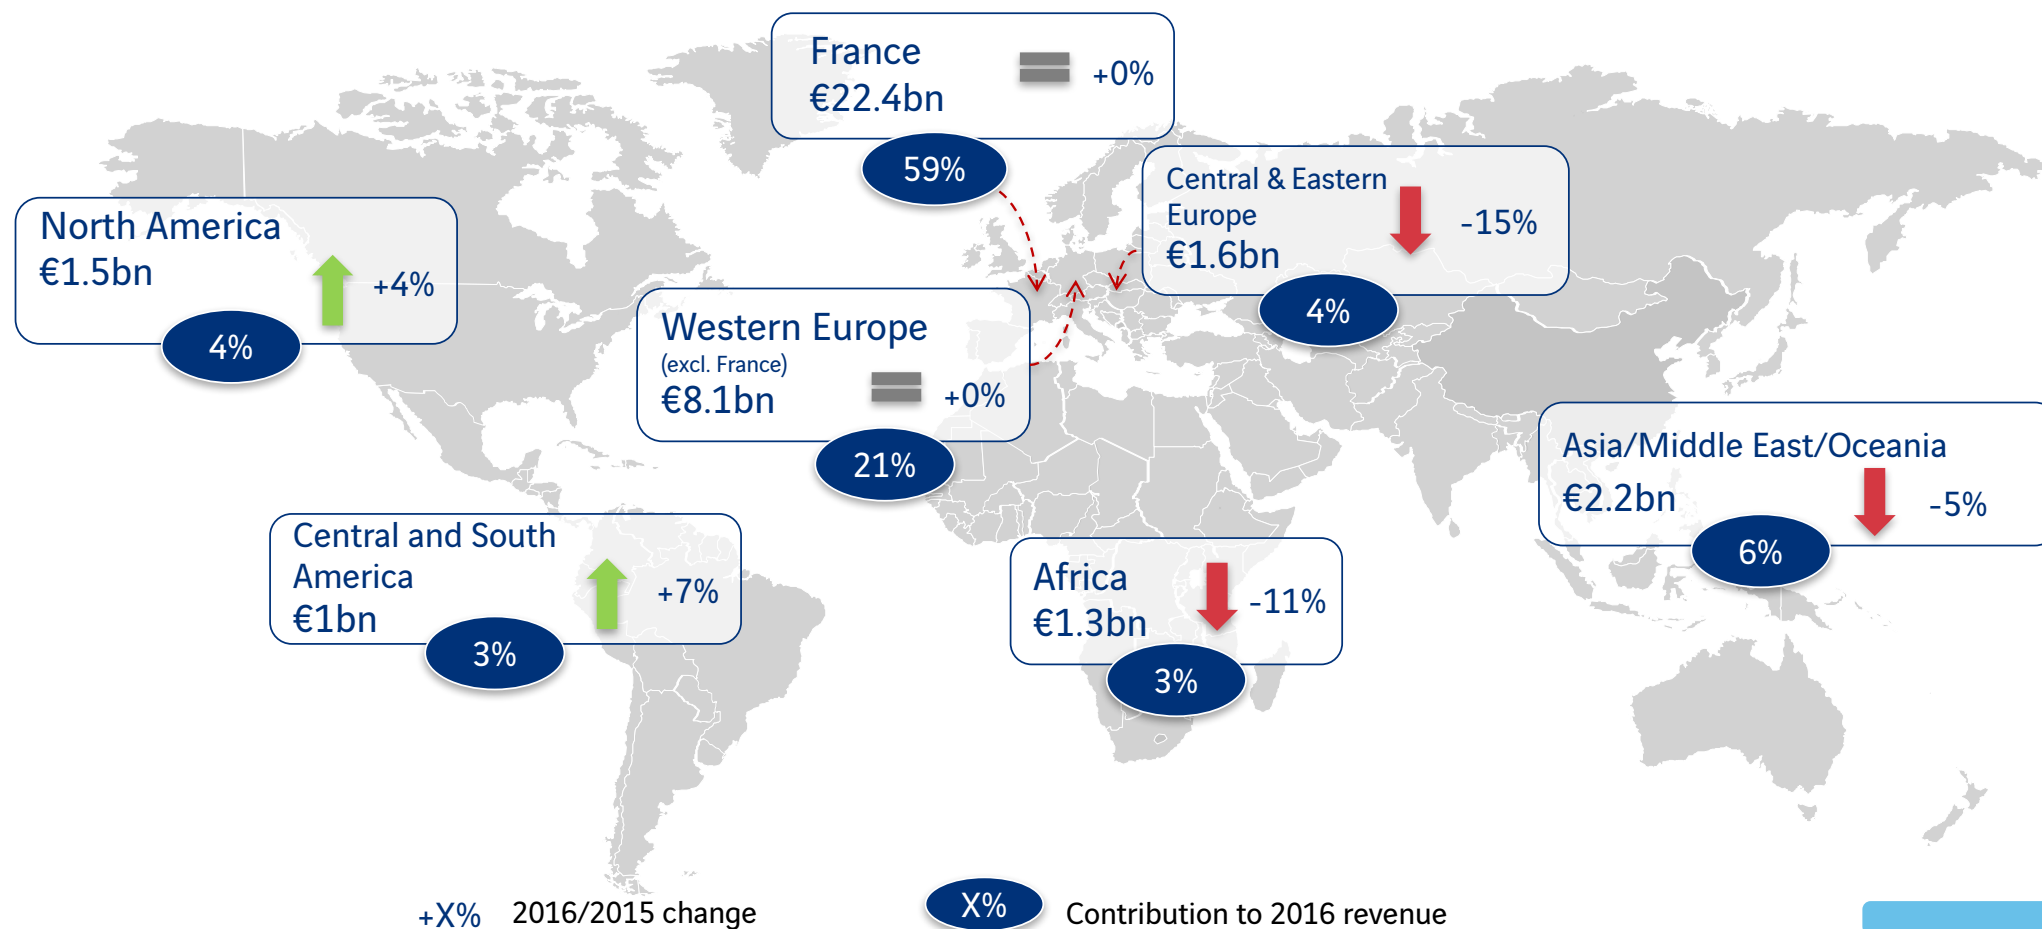 France
€22.4bn
+0%
59%
Central & Eastern
Europe
€1.6bn
-15%
4%
North America
€1.5bn
+4%
4%
Western Europe
(excl. France)
€8.1bn
+0%
21%
Asia/Middle East/Oceania
€2.2bn
-5%
6%
Central and South
America
€1bn
+7%
3%
Africa
€1.3bn
-11%
3%
+X% 2016/2015 change
X% Contribution to 2016 revenue